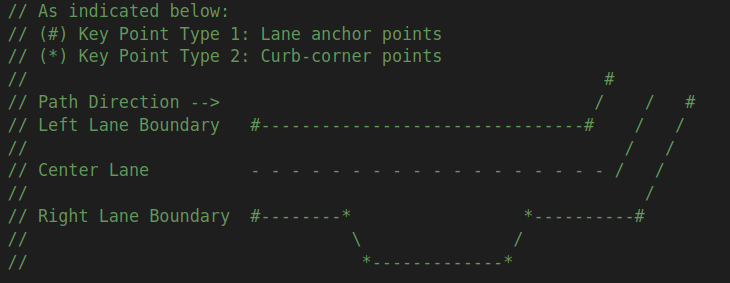 // As indicated below:
// (#) Key Point Type 1: Lane anchor points
// (*) Key Point Type 2: Curb-corner points
//                                                         #
// Path Direction -->                                     /    /   #
// Left Lane Boundary   #--------------------------------#    /   /
//                                                           /   /
// Center Lane          - - - - - - - - - - - - - - - - - - /   /
//                                                             /
// Right Lane Boundary  #--------*                 *----------#
//                                \               /
//                                 *-------------*